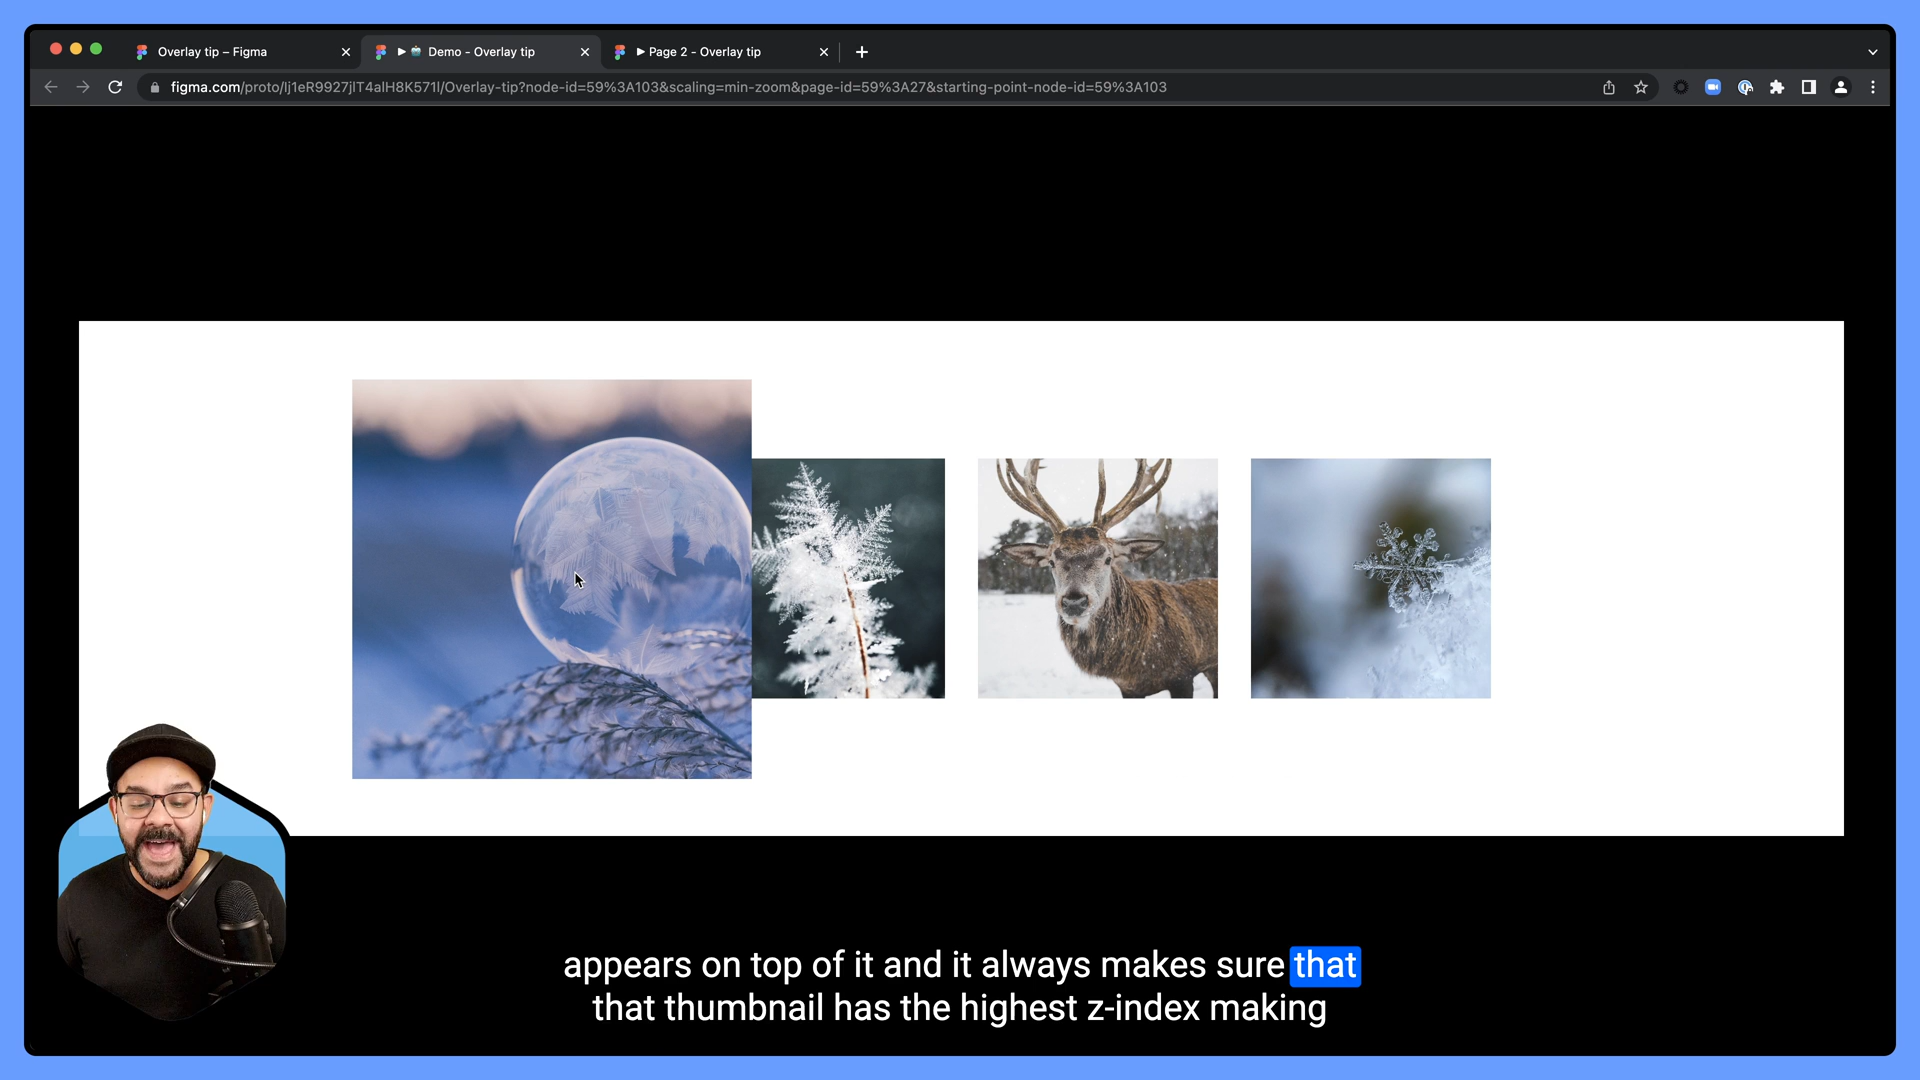 Overlay tip – Figma
Demo - Overlay tip
Page 2 - Overlay tip
figma.com/proto/lj1eR9927jlT4alH8K571I/Overlay-tip?node-id=59%3A103&scaling=min-zoom&page-id=59%3A27&starting-point-node-id=59%3A103
appears on top of it and it always makes sure that
that thumbnail has the highest z-index making